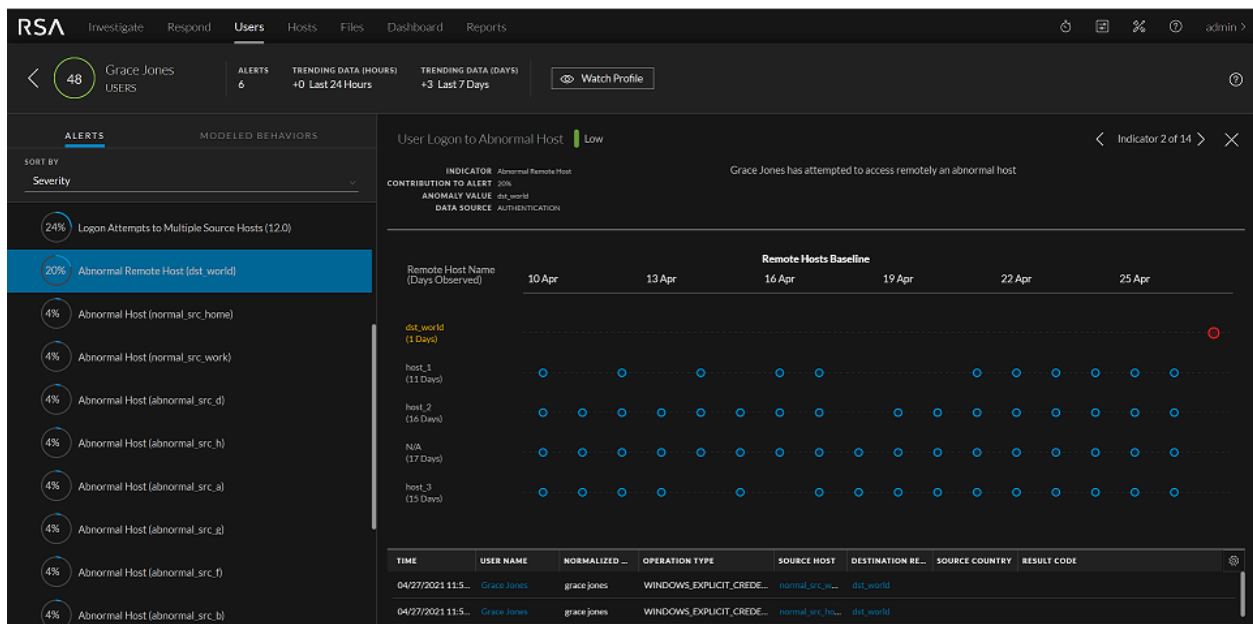 RSA Investigate Respond Users Hosts Files Dashboard Reports admin >
48 Grace Jones
USERS
ALERTS
6
TRENDING DATA (HOURS)
+0 Last 24 Hours
TRENDING DATA (DAYS)
+3 Last 7 Days
Watch Profile
ALERTS MODELED BEHAVIORS
SORT BY
Severity
24% Logon Attempts to Multiple Source Hosts (12.0)
20% Abnormal Remote Host (dst_world)
4% Abnormal Host (normal_src_home)
4% Abnormal Host (normal_src_work)
4% Abnormal Host (abnormal_src_d)
4% Abnormal Host (abnormal_src_h)
4% Abnormal Host (abnormal_src_a)
4% Abnormal Host (abnormal_src_g)
4% Abnormal Host (abnormal_src_f)
4% Abnormal Host (abnormal_src_b)
User Logon to Abnormal Host Low
Indicator 2 of 14
INDICATOR Abnormal Remote Host
CONTRIBUTION TO ALERT 20%
ANOMALY VALUE dst_world
DATA SOURCE AUTHENTICATION
Grace Jones has attempted to access remotely an abnormal host
Remote Hosts Baseline
Remote Host Name
(Days Observed)
10 Apr 13 Apr 16 Apr 19 Apr 22 Apr 25 Apr
dst_world
(1 Days)
host_1
(11 Days)
host_2
(16 Days)
N/A
(17 Days)
host_3
(15 Days)
TIME USER NAME NORMALIZED ... OPERATION TYPE SOURCE HOST DESTINATION RE... SOURCE COUNTRY RESULT CODE
04/27/2021 11:5... Grace Jones grace jones WINDOWS_EXPLICIT_CREDE... normal_src_w... dst_world
04/27/2021 11:5... Grace Jones grace jones WINDOWS_EXPLICIT_CREDE... normal_src_ho... dst_world